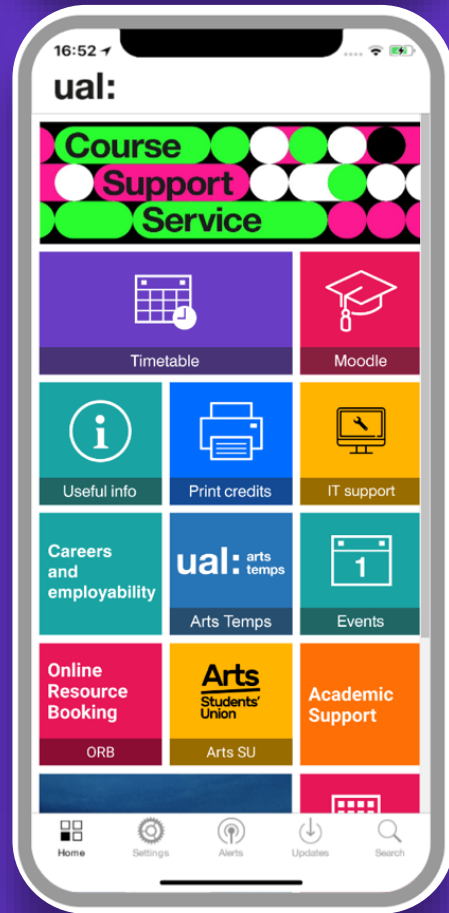 16:52
ual:
Course
Support
Service
Timetable
Moodle
Useful info
Print credits
IT support
Careers
and
employability
ual: arts
temps
Arts Temps
1
Events
Online
Resource
Booking
ORB
Arts
Students'
Union
Arts SU
Academic
Support
Home
Settings
Alerts
Updates
Search